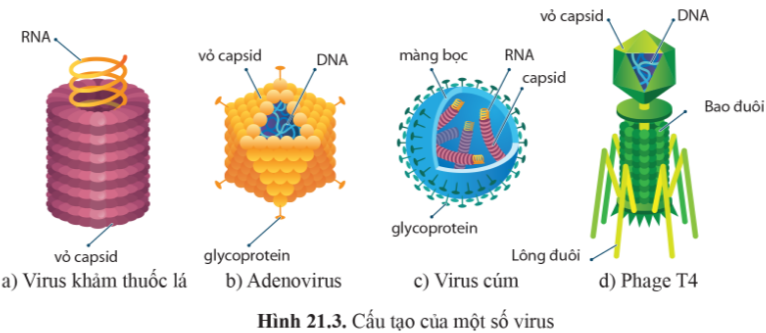 RNA
vỏ capsid
a) Virus khảm thuốc lá
vỏ capsid
DNA
glycoprotein
b) Adenovirus
màng bọc
RNA
capsid
glycoprotein
c) Virus cúm
vỏ capsid
DNA
Bao đuôi
Lông đuôi
d) Phage T4
Hình 21.3. Cấu tạo của một số virus